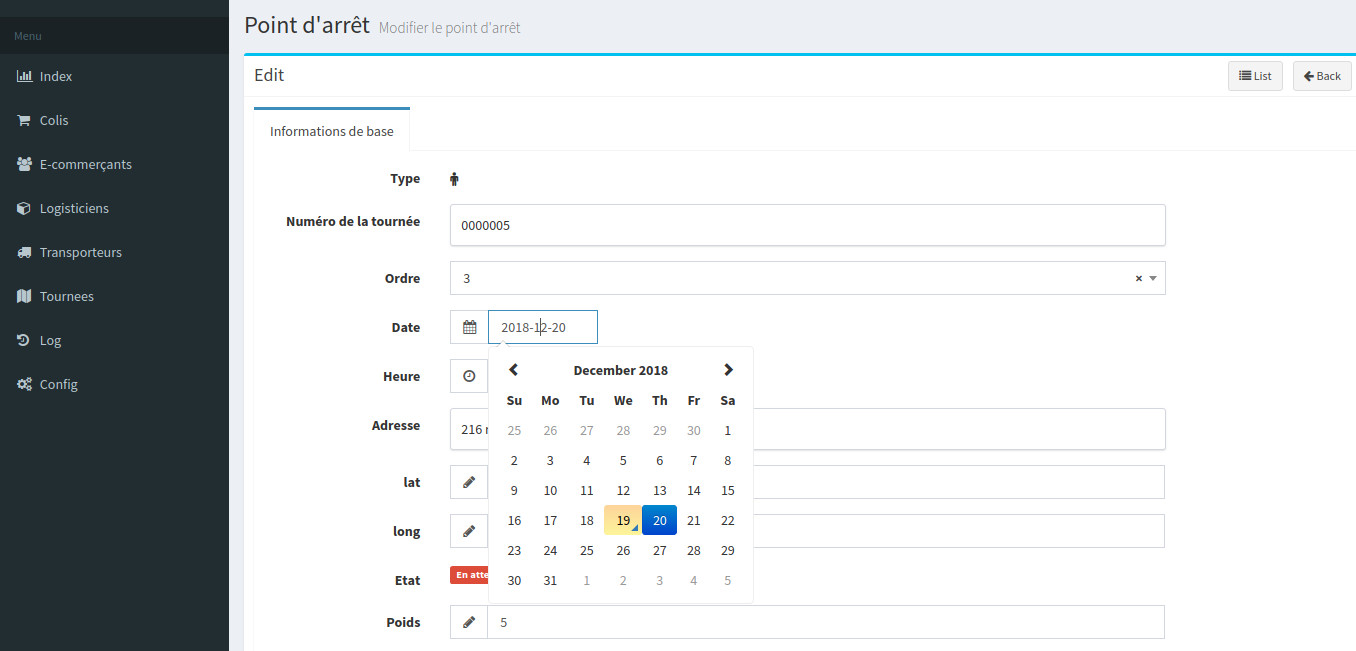 Menu
Index
Colis
E-commerçants
Logisticiens
Transporteurs
Tournees
Log
Config
Point d'arrêt Modifier le point d'arrêt
Edit
List
Back
Informations de base
Type
Numéro de la tournée 0000005
Ordre 3 ×
Date 2018-12-20
December 2018
Su Mo Tu We Th Fr Sa
25 26 27 28 29 30 1
2 3 4 5 6 7 8
9 10 11 12 13 14 15
16 17 18 19 20 21 22
23 24 25 26 27 28 29
30 31 1 2 3 4 5
Heure
Adresse 216
lat
long
Etat En atte
Poids 5